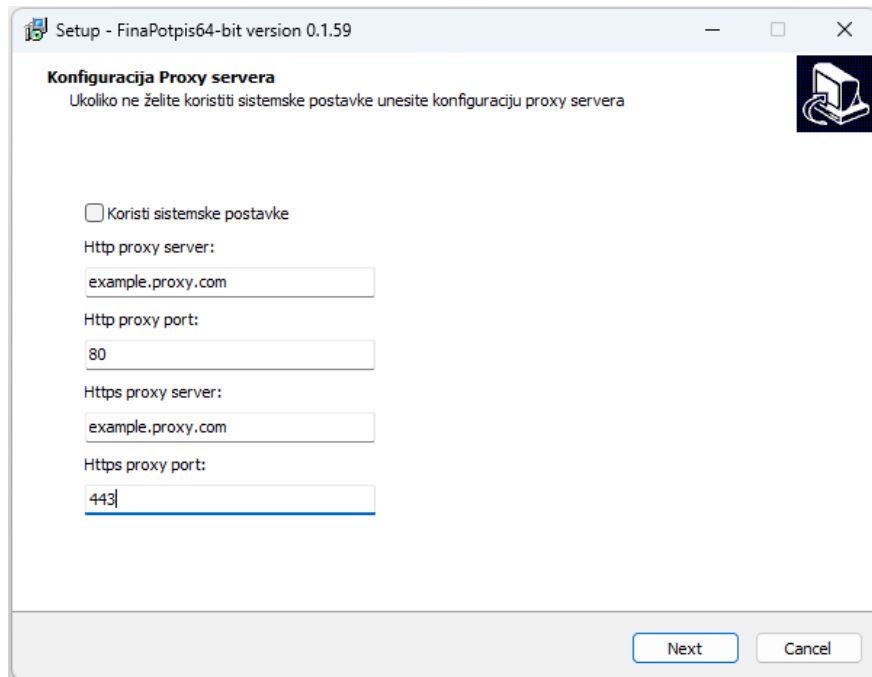 Setup - FinaPotpis64-bit version 0.1.59
Konfiguracija Proxy servera
Ukoliko ne želite koristiti sistemske postavke unesite konfiguraciju proxy servera
Koristi sistemske postavke
Http proxy server:
example.proxy.com
Http proxy port:
80
Https proxy server:
example.proxy.com
Https proxy port:
443
Next Cancel